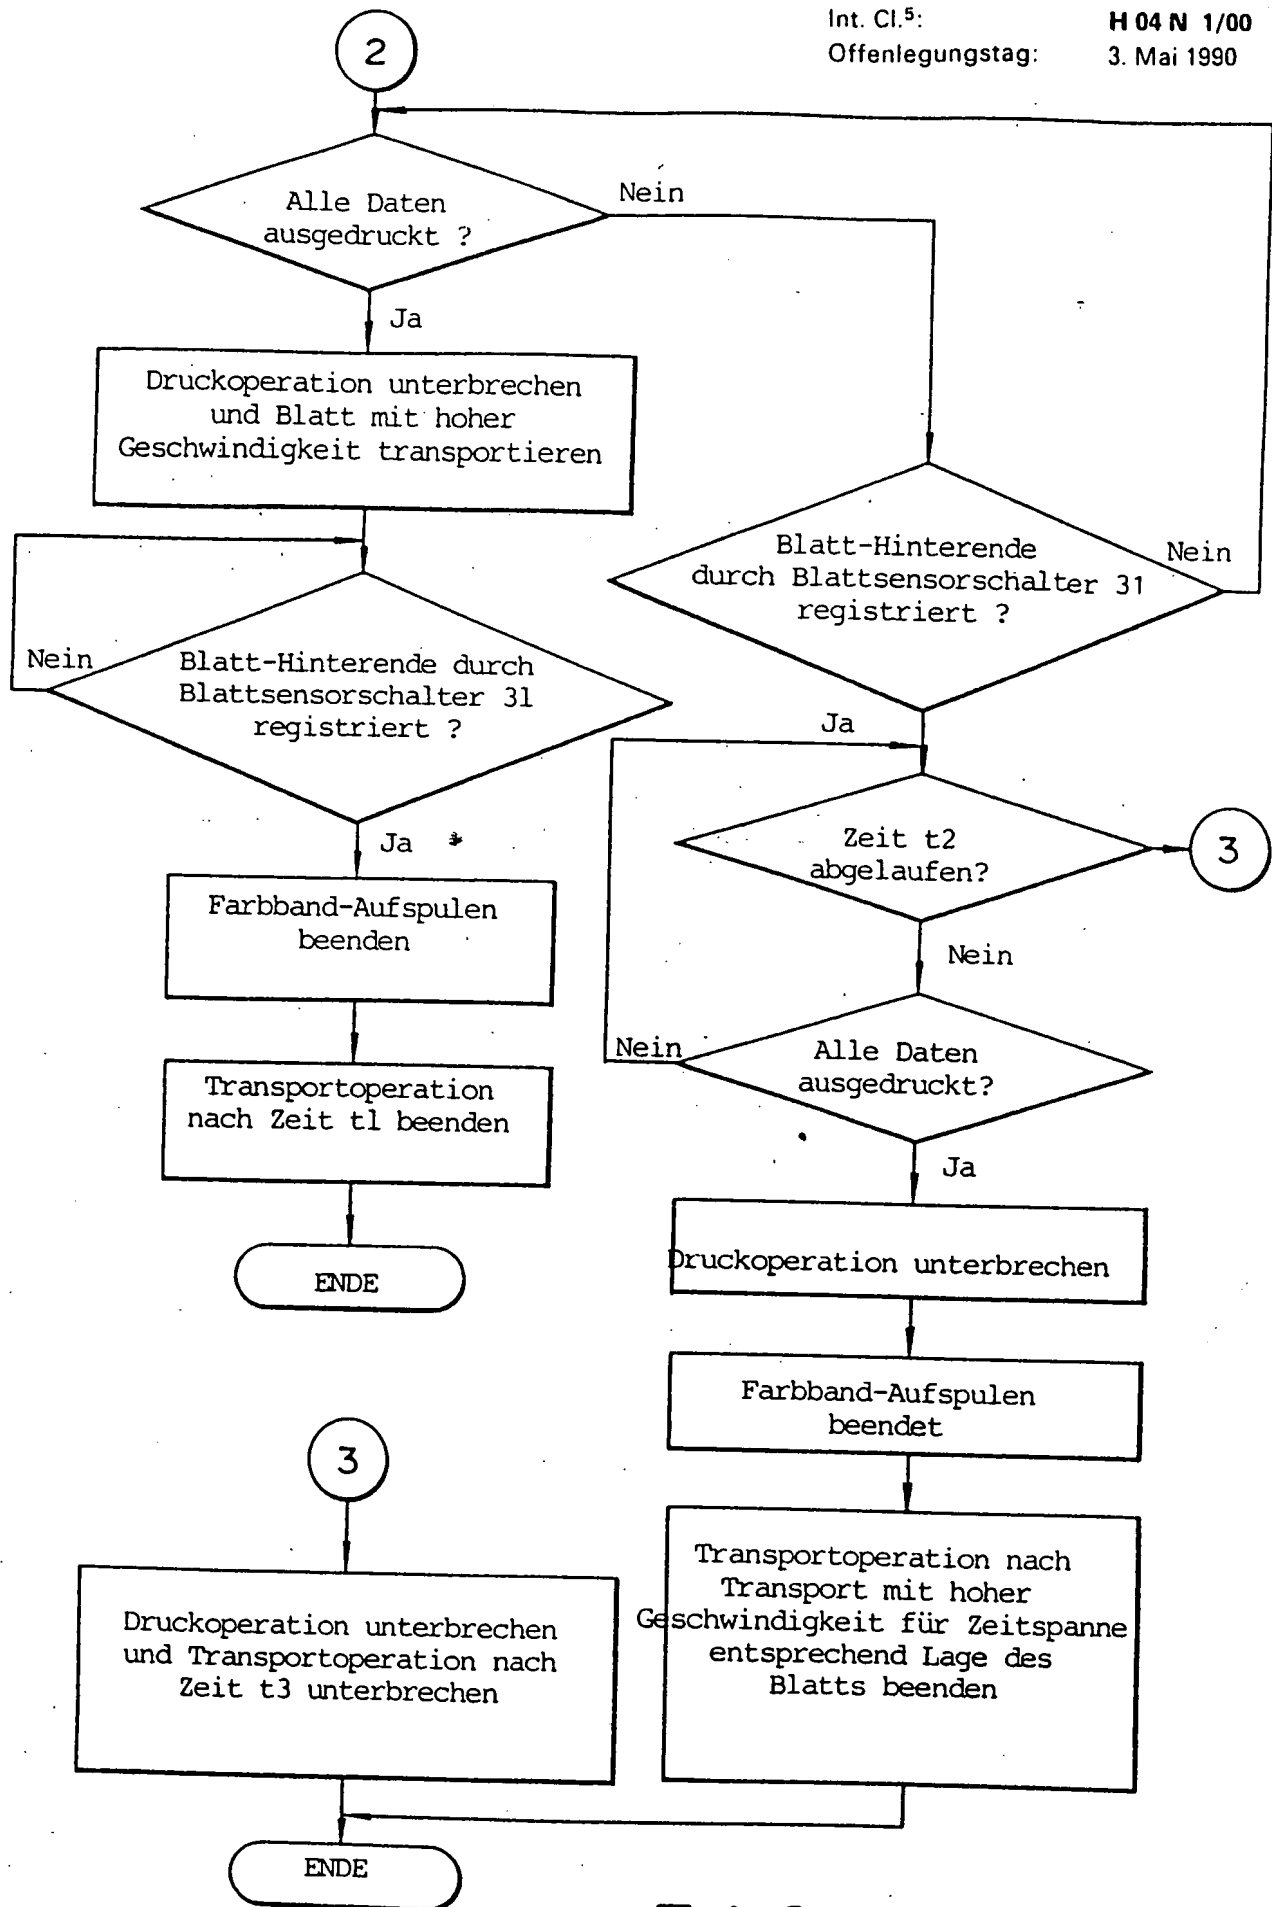 Int. Cl.5: H 04 N 1/00
Offenlegungstag: 3. Mai 1990
2
Alle Daten
ausgedruckt ?
Nein
Ja
Druckoperation unterbrechen
und Blatt mit hoher
Geschwindigkeit transportieren
Nein
Blatt-Hinterende durch
Blattsensorschalter 31
registriert ?
Ja
Farbband-Aufspulen
beenden
Transportoperation
nach Zeit t1 beenden
ENDE
Blatt-Hinterende
durch Blattsensorschalter 31
registriert ?
Nein
Ja
Zeit t2
abgelaufen?
3
Nein
Alle Daten
ausgedruckt?
Nein
Ja
Druckoperation unterbrechen
Farbband-Aufspulen
beendet
Transportoperation nach
Transport mit hoher
Geschwindigkeit für Zeitspanne
entsprechend Lage des
Blatts beenden
3
Druckoperation unterbrechen
und Transportoperation nach
Zeit t3 unterbrechen
ENDE